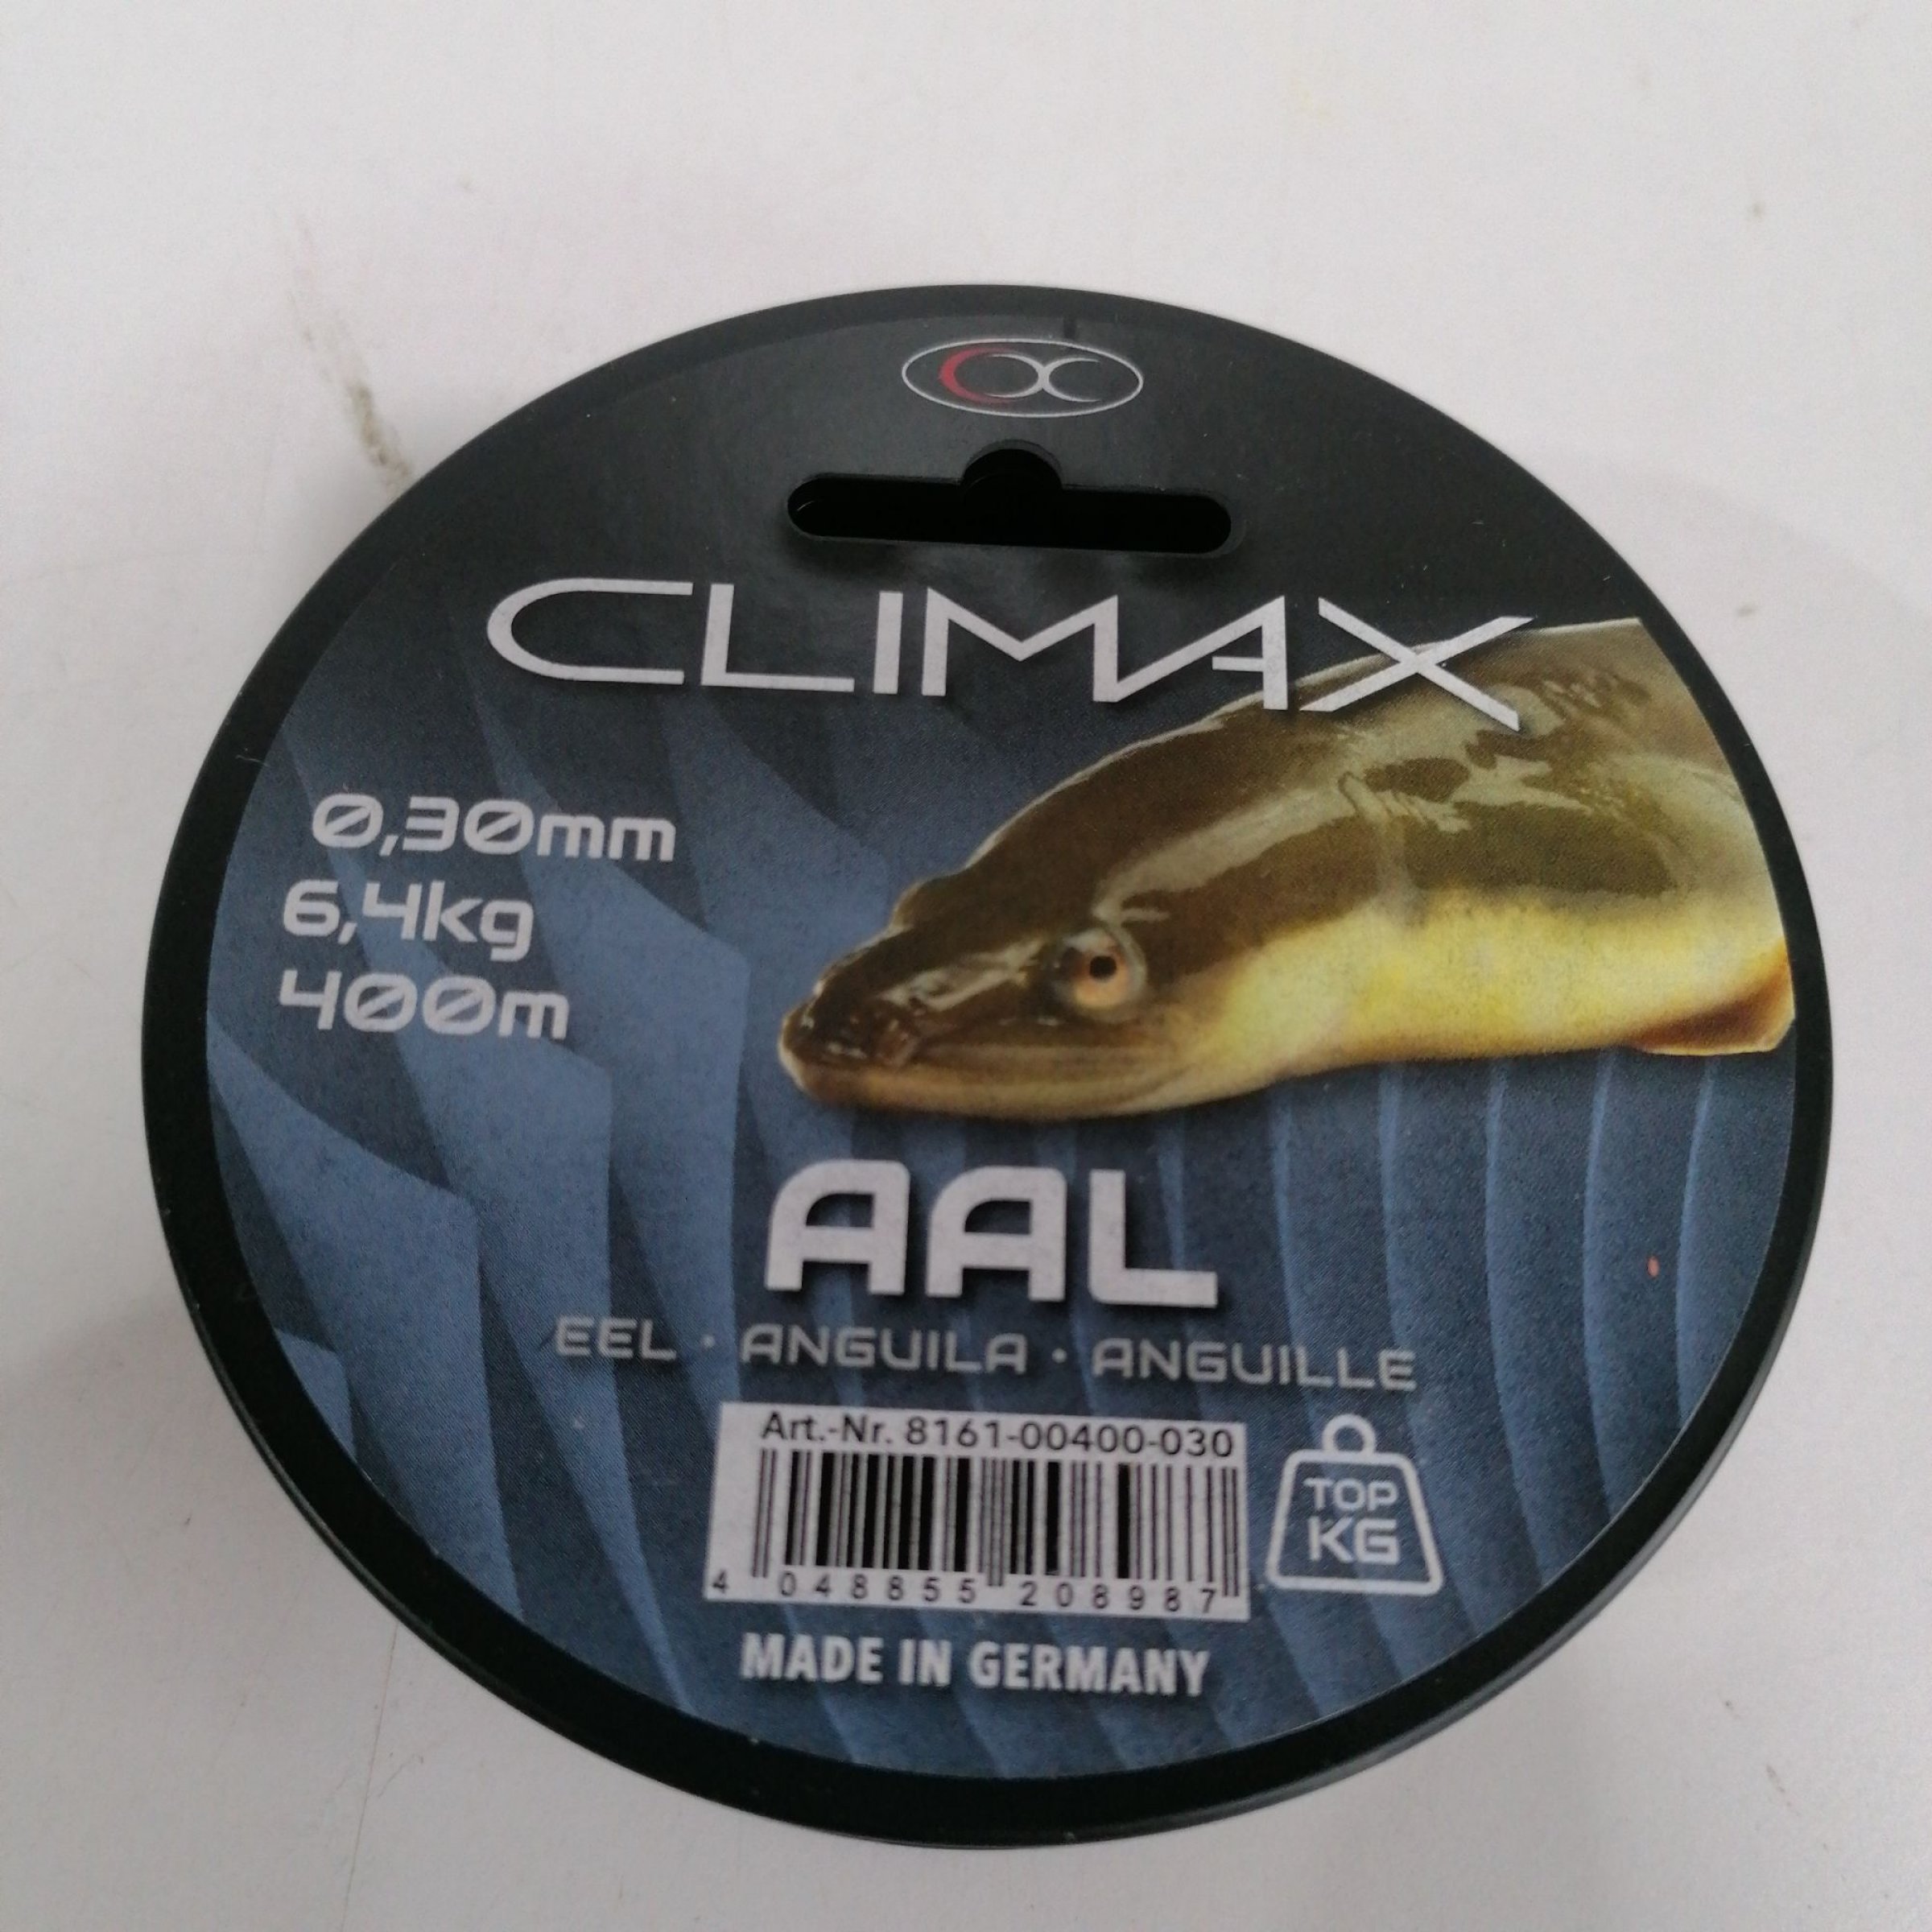 CLIMAX
0,30mm
6,4kg
400m
AAL
EEL · ANGUILA · ANGUILLE
Art.-Nr. 8161-00400-030
4 048855 208987
TOP
KG
MADE IN GERMANY